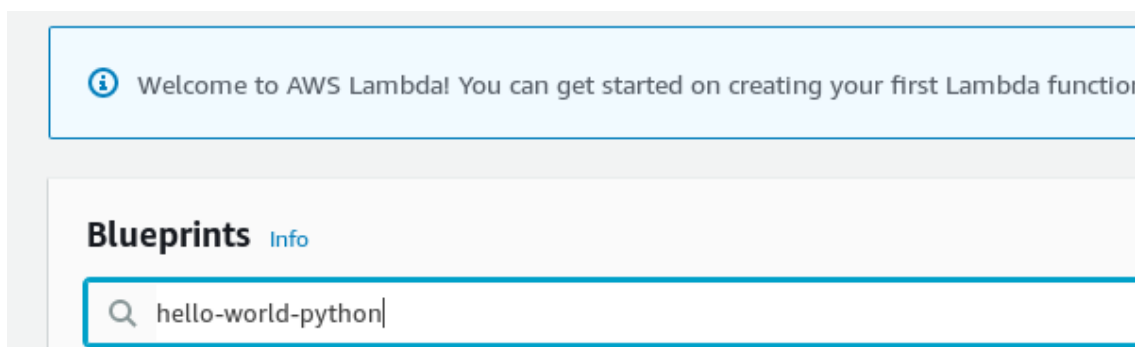 Welcome to AWS Lambda! You can get started on creating your first Lambda function
Blueprints Info
hello-world-python